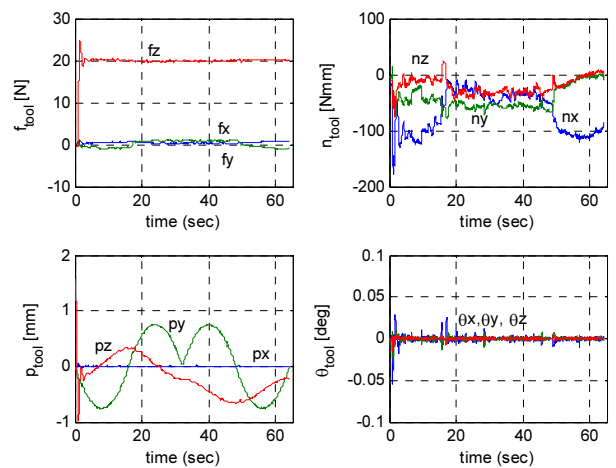 f_tool [N]
30
20
10
0
-10
0 20 40 60
time (sec)
fz
fx
fy
n_tool [Nmm]
100
0
-100
-200
0 20 40 60
time (sec)
nz
ny
nx
p_tool [mm]
2
1
0
-1
0 20 40 60
time (sec)
pz
py
px
θ_tool [deg]
0.1
0.05
0
-0.05
-0.1
0 20 40 60
time (sec)
θx,θy, θz